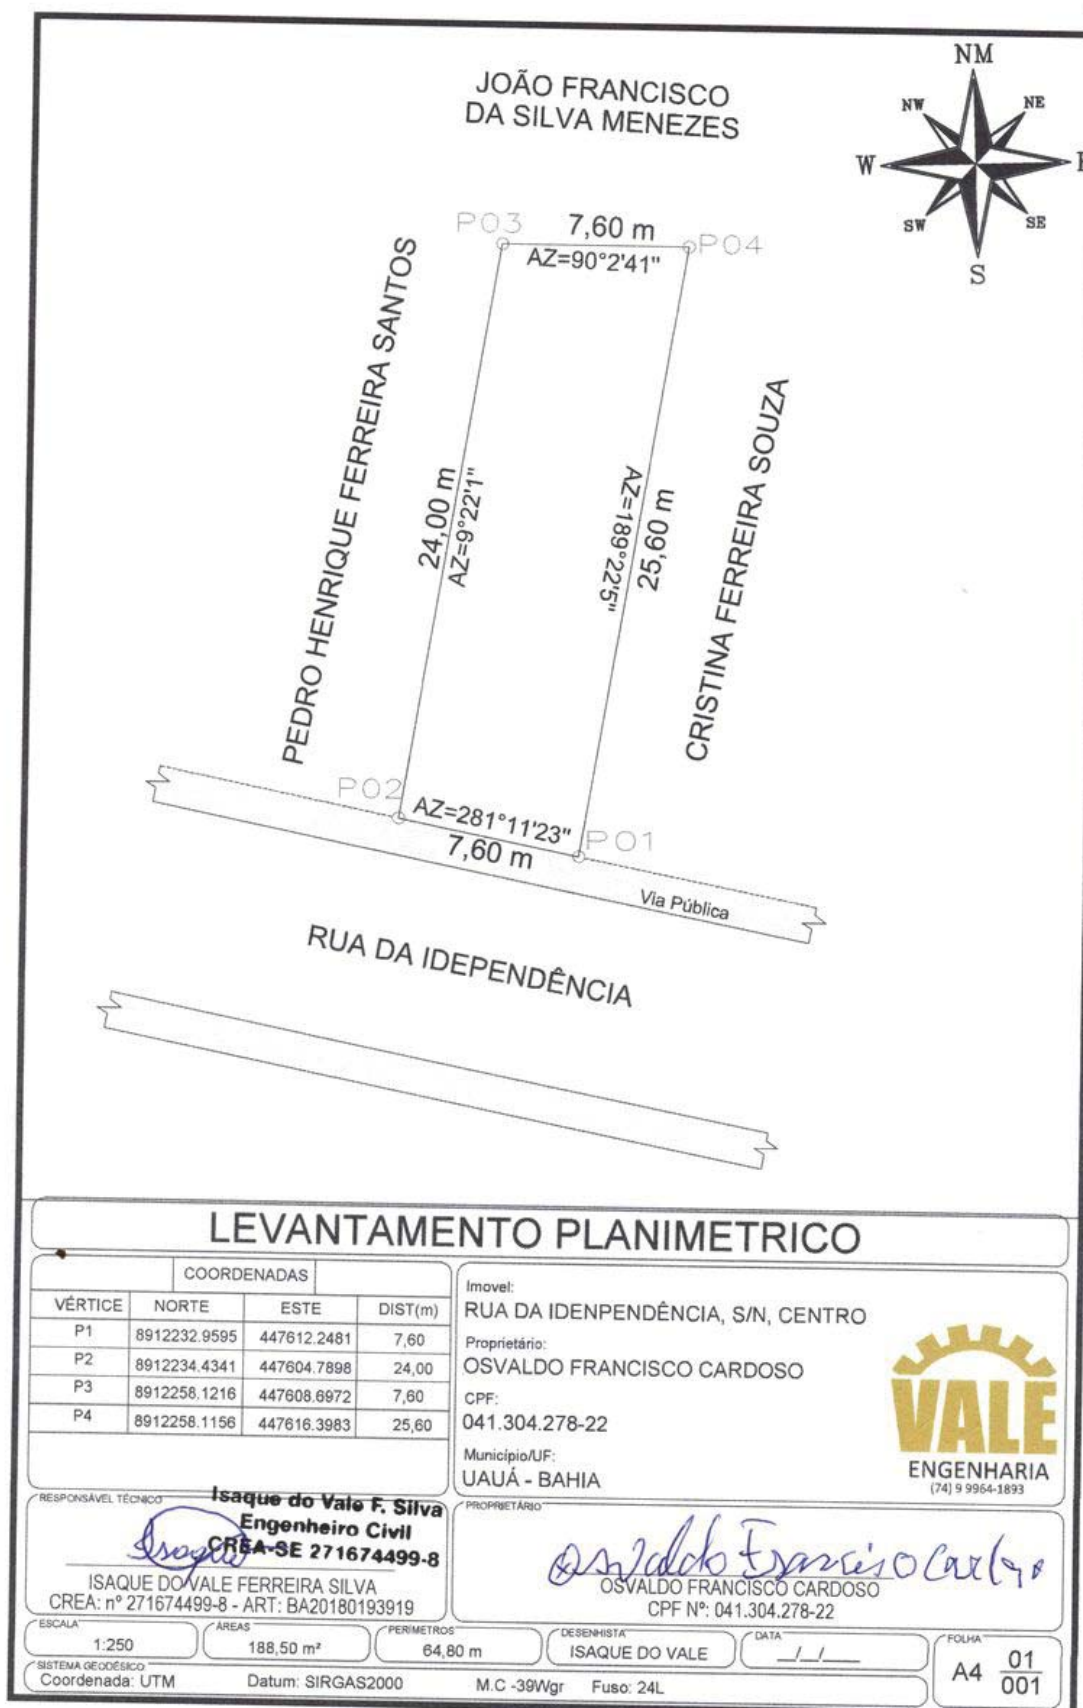 JOÃO FRANCISCO
DA SILVA MENEZES
NM
NW
NE
W
SW
SE
S
P03
7,60 m
P04
AZ=90°2'41"
PEDRO HENRIQUE FERREIRA SANTOS
24,00 m
AZ=9°22'1"
AZ=189°22'5"
25,60 m
CRISTINA FERREIRA SOUZA
P02
AZ=281°11'23"
7,60 m
P01
Via Pública
RUA DA IDEPENDÊNCIA
LEVANTAMENTO PLANIMETRICO
COORDENADAS
VÉRTICE NORTE ESTE DIST(m)
P1 8912232.9595 447612.2481 7,60
P2 8912234.4341 447604.7898 24,00
P3 8912258.1216 447608.6972 7,60
P4 8912258.1156 447616.3983 25,60
Imovel:
RUA DA IDENPENDÊNCIA, S/N, CENTRO
Proprietário:
OSVALDO FRANCISCO CARDOSO
CPF:
041.304.278-22
Município/UF:
UAUÁ - BAHIA
VALE
ENGENHARIA
(74) 9 9964-1893
RESPONSÁVEL TÉCNICO
Isaque do Vale F. Silva
Engenheiro Civil
CREA-SE 271674499-8
Isaque
ISAQUE DO VALE FERREIRA SILVA
CREA: nº 271674499-8 - ART: BA20180193919
PROPRIETÁRIO
Osvaldo Francisco Cardoso
OSVALDO FRANCISCO CARDOSO
CPF Nº: 041.304.278-22
ESCALA
1:250
ÁREAS
188,50 m²
PERÍMETROS
64,80 m
DESENHISTA
ISAQUE DO VALE
DATA
__/__/____
FOLHA
A4 01
001
SISTEMA GEODÉSICO
Coordenada: UTM Datum: SIRGAS2000 M.C -39Wgr Fuso: 24L